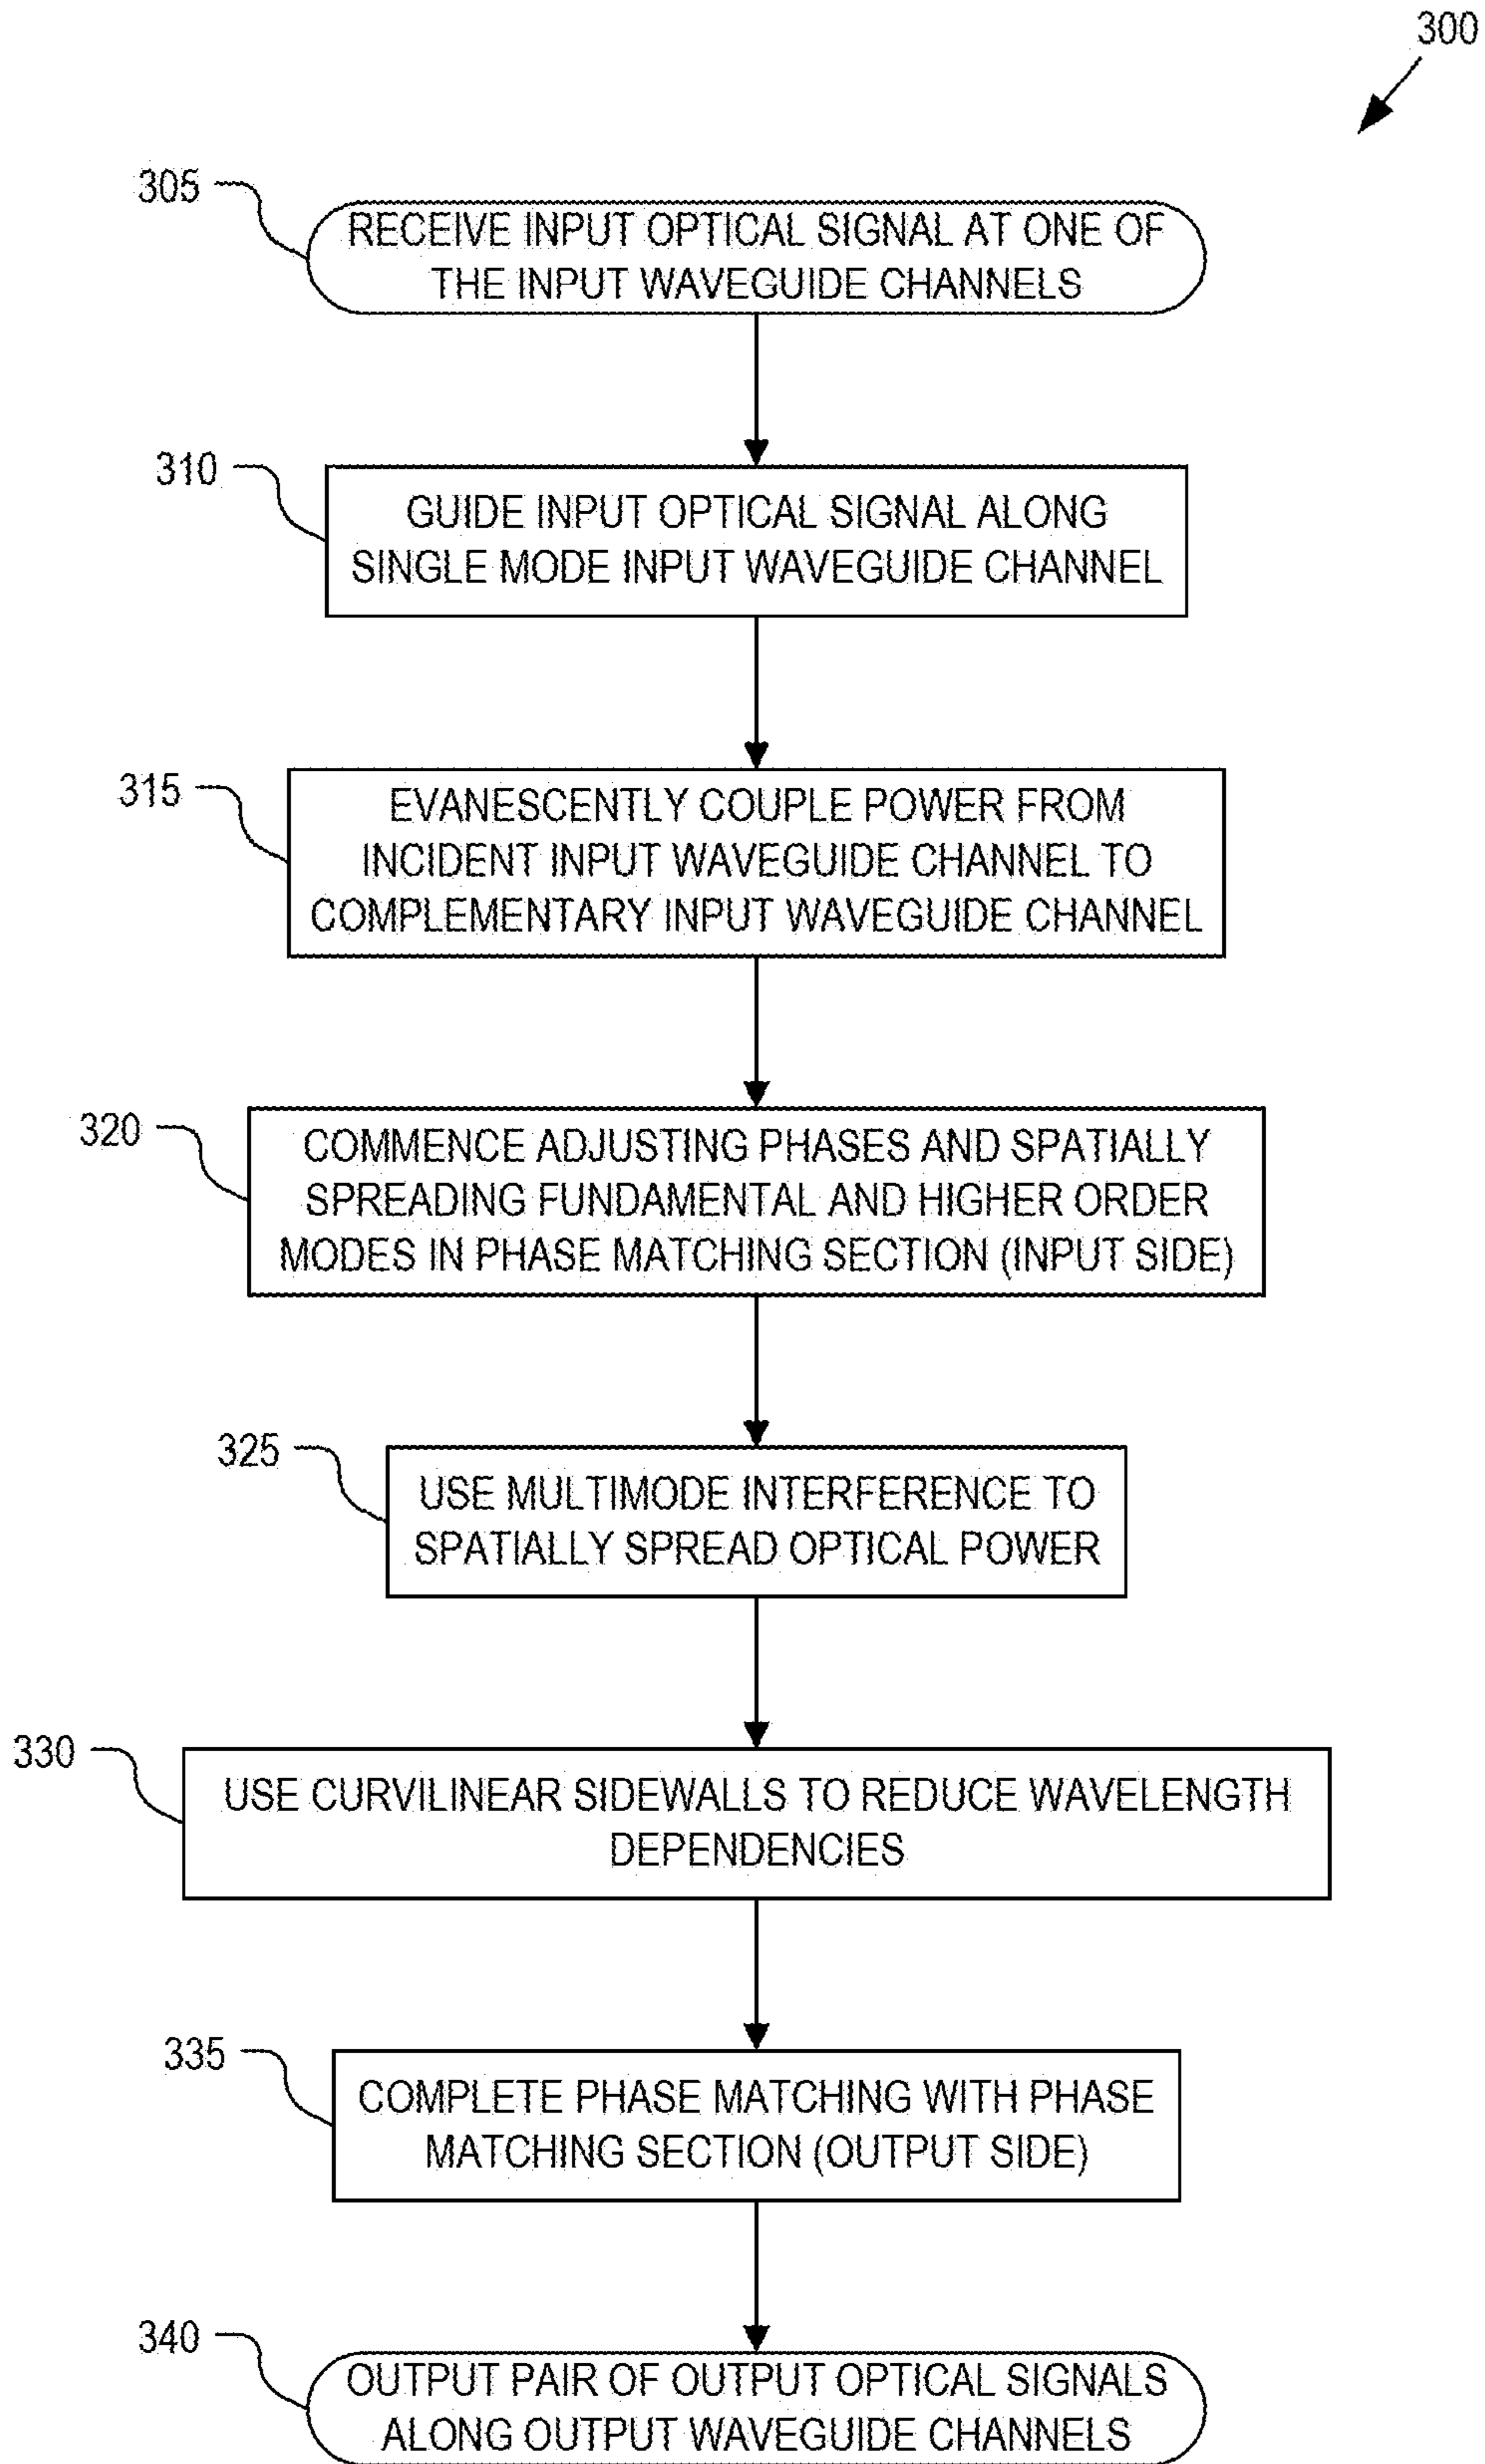 300
305
RECEIVE INPUT OPTICAL SIGNAL AT ONE OF
THE INPUT WAVEGUIDE CHANNELS
310
GUIDE INPUT OPTICAL SIGNAL ALONG
SINGLE MODE INPUT WAVEGUIDE CHANNEL
315
EVANESCENTLY COUPLE POWER FROM
INCIDENT INPUT WAVEGUIDE CHANNEL TO
COMPLEMENTARY INPUT WAVEGUIDE CHANNEL
320
COMMENCE ADJUSTING PHASES AND SPATIALLY
SPREADING FUNDAMENTAL AND HIGHER ORDER
MODES IN PHASE MATCHING SECTION (INPUT SIDE)
325
USE MULTIMODE INTERFERENCE TO
SPATIALLY SPREAD OPTICAL POWER
330
USE CURVILINEAR SIDEWALLS TO REDUCE WAVELENGTH
DEPENDENCIES
335
COMPLETE PHASE MATCHING WITH PHASE
MATCHING SECTION (OUTPUT SIDE)
340
OUTPUT PAIR OF OUTPUT OPTICAL SIGNALS
ALONG OUTPUT WAVEGUIDE CHANNELS